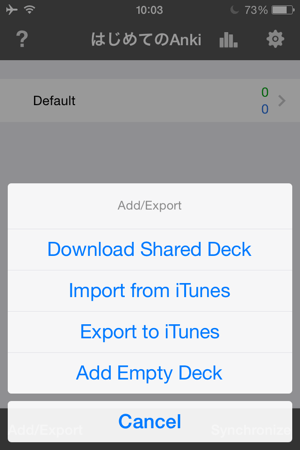 10:03
73%
?
はじめてのAnki
Default
0
0
Add/Export
Download Shared Deck
Import from iTunes
Export to iTunes
Add Empty Deck
Cancel
Add/Export
Synchronize